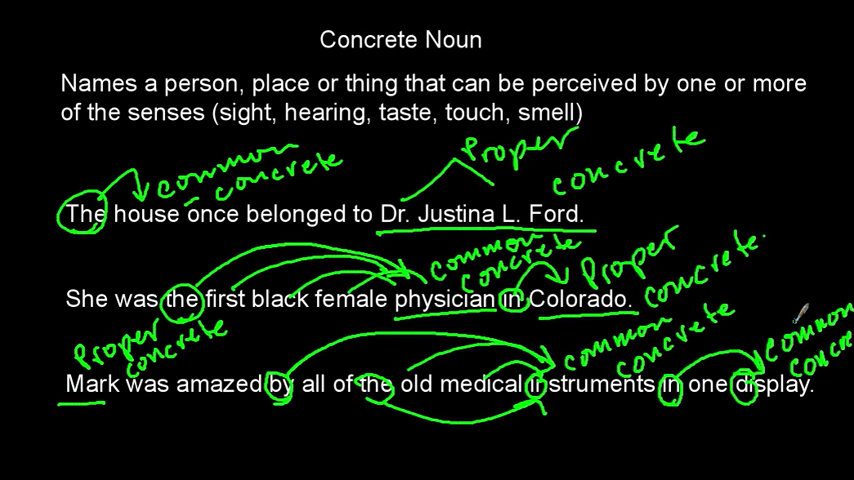 Concrete Noun
Names a person, place or thing that can be perceived by one or more
of the senses (sight, hearing, taste, touch, smell)
common
concrete
Proper
concrete
The house once belonged to Dr. Justina L. Ford.
common
concrete
Proper
concrete.
She was the first black female physician in Colorado.
Proper
concrete
common
concrete
common
concre
Mark was amazed by all of the old medical instruments in one display.